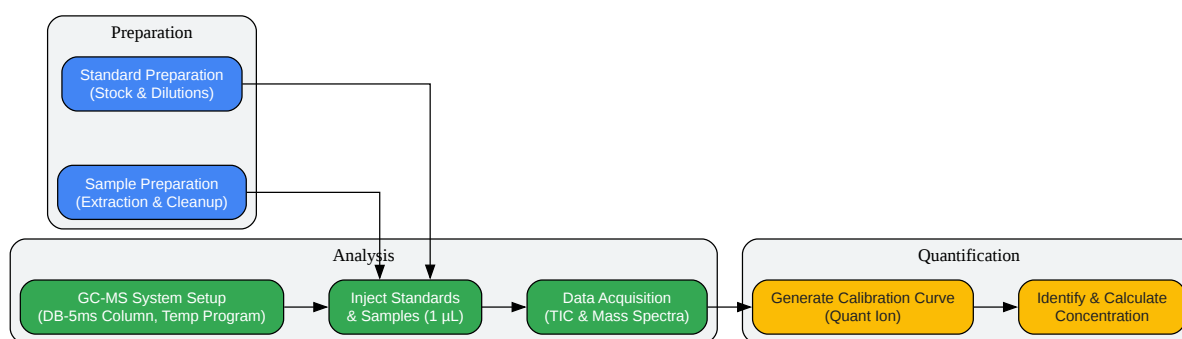 Preparation
Standard Preparation
(Stock & Dilutions)
Sample Preparation
(Extraction & Cleanup)
Analysis
GC-MS System Setup
(DB-5ms Column, Temp Program)
Inject Standards
& Samples (1 µL)
Data Acquisition
(TIC & Mass Spectra)
Quantification
Generate Calibration Curve
(Quant Ion)
Identify & Calculate
Concentration